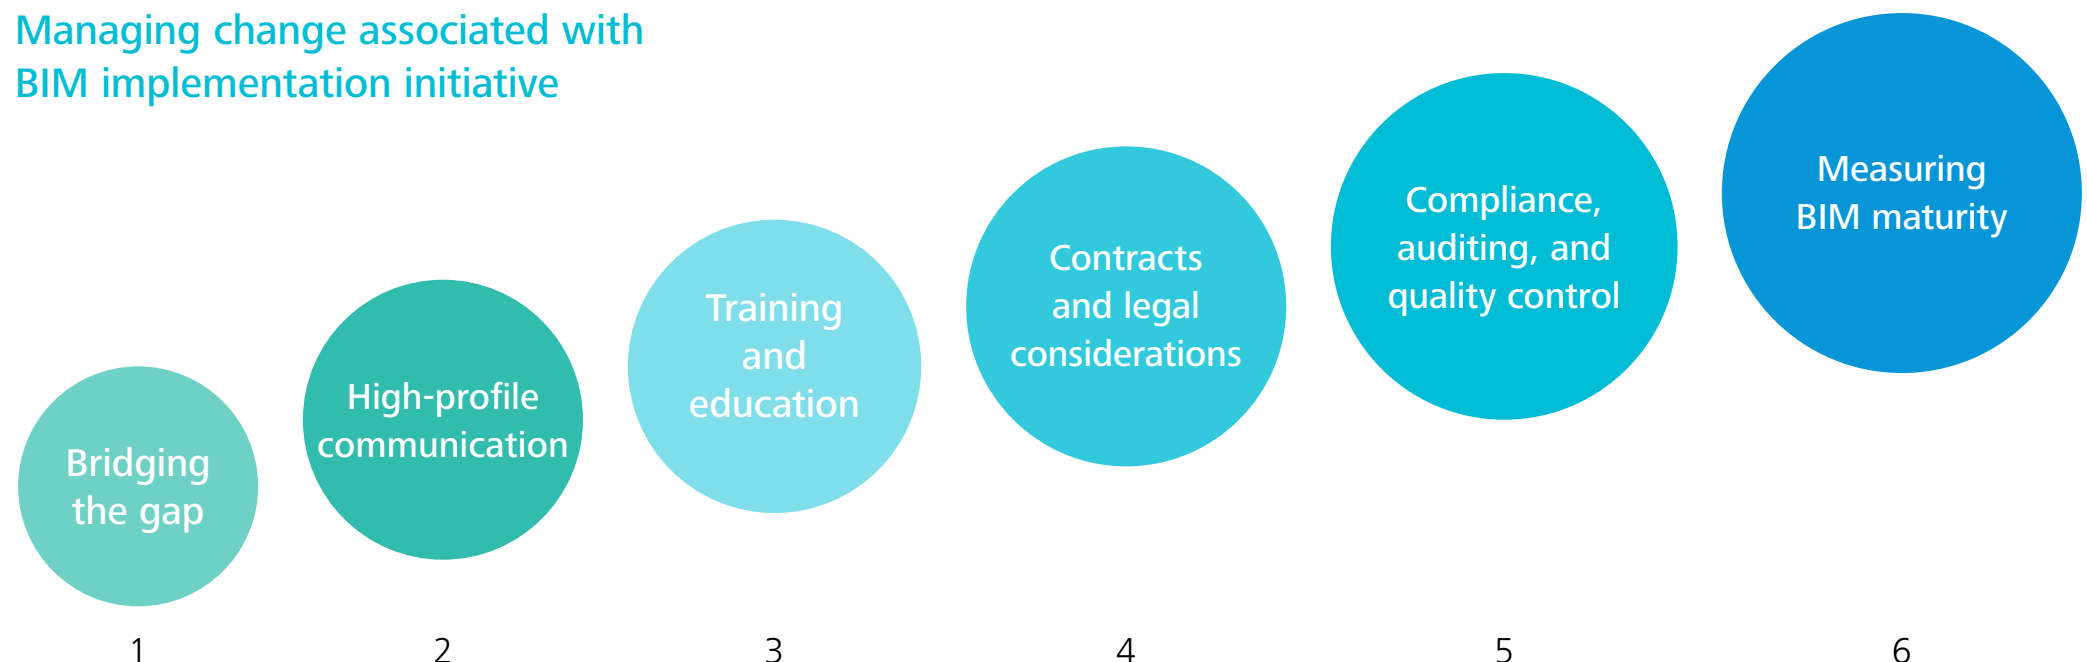 Managing change associated with
BIM implementation initiative
Bridging
the gap
High-profile
communication
Training
and
education
Contracts
and legal
considerations
Compliance,
auditing, and
quality control
Measuring
BIM maturity
1
2
3
4
5
6